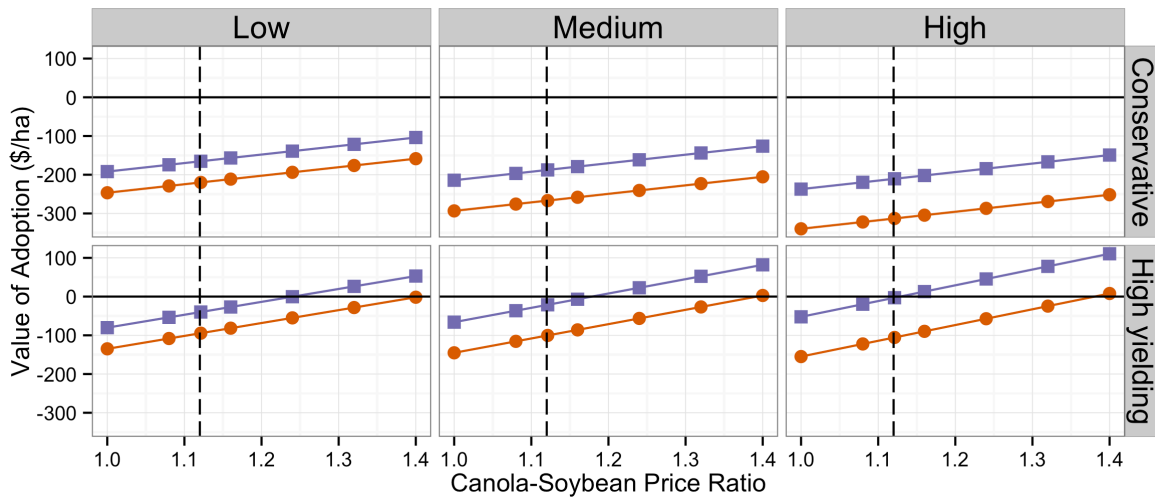 Low Medium High
Value of Adoption ($/ha)
100
0
-100
-200
-300
Conservative
100
0
-100
-200
-300
High yielding
1.0 1.1 1.2 1.3 1.4 1.0 1.1 1.2 1.3 1.4 1.0 1.1 1.2 1.3 1.4
Canola-Soybean Price Ratio